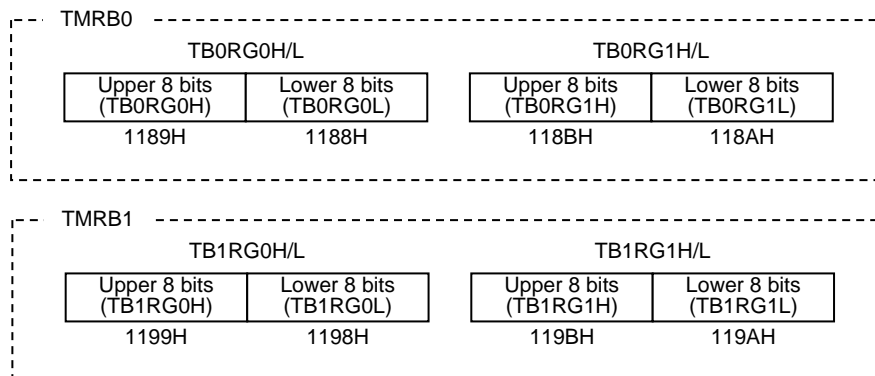 TMRB0
TB0RG0H/L TB0RG1H/L
Upper 8 bits Lower 8 bits Upper 8 bits Lower 8 bits
(TB0RG0H) (TB0RG0L) (TB0RG1H) (TB0RG1L)
1189H 1188H 118BH 118AH
TMRB1
TB1RG0H/L TB1RG1H/L
Upper 8 bits Lower 8 bits Upper 8 bits Lower 8 bits
(TB1RG0H) (TB1RG0L) (TB1RG1H) (TB1RG1L)
1199H 1198H 119BH 119AH